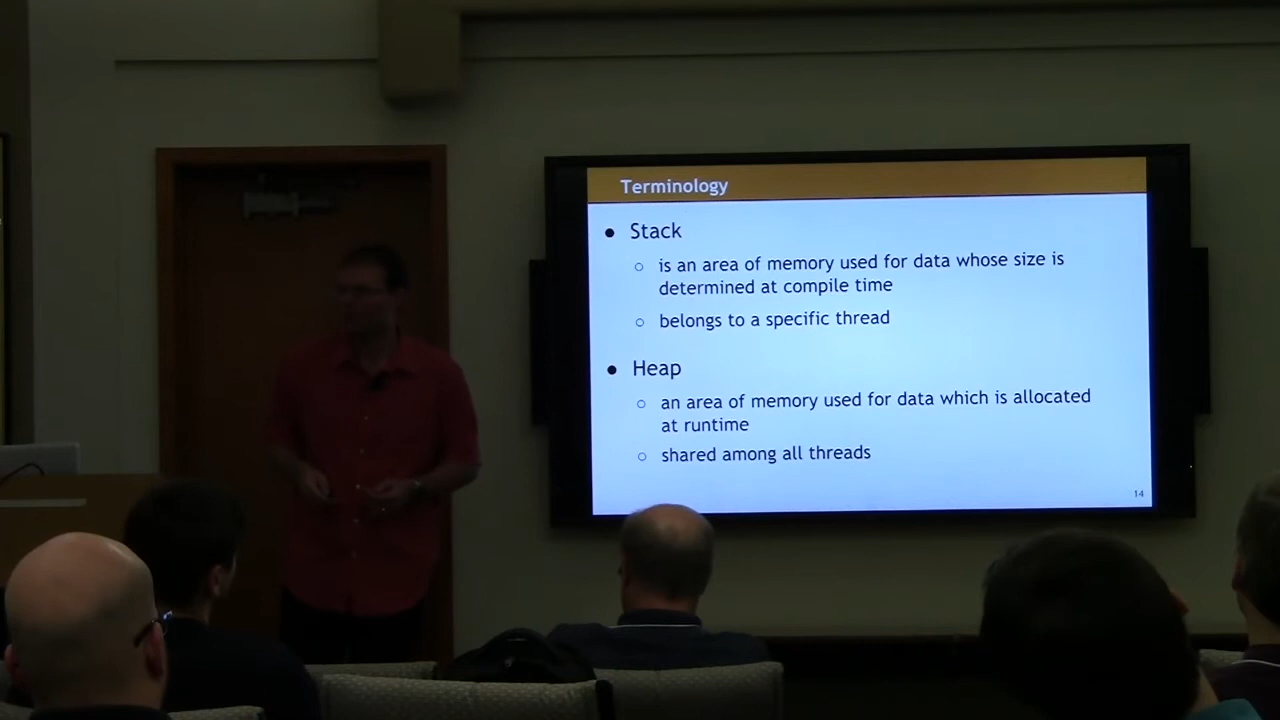 Terminology
● Stack
○ is an area of memory used for data whose size is
determined at compile time
○ belongs to a specific thread
● Heap
○ an area of memory used for data which is allocated
at runtime
○ shared among all threads
14